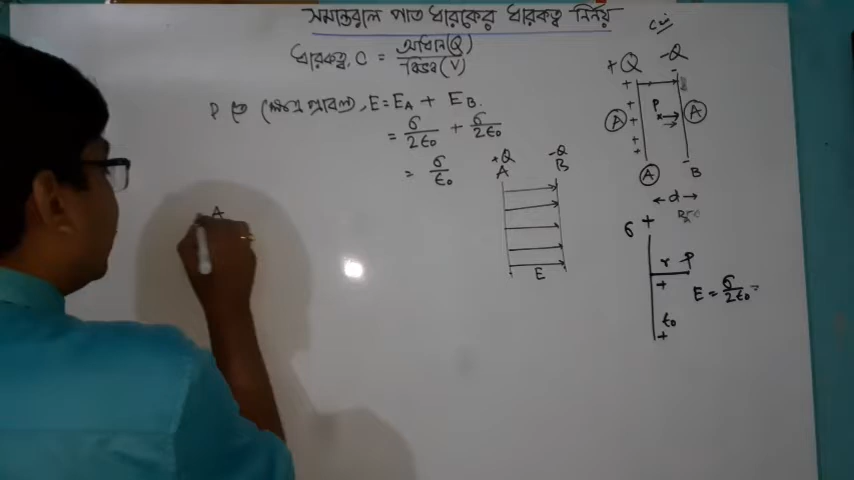 সমান্তরাল পাত ধারকের ধারকত্ব নির্ণয়
ধারকত্ব, C = আধান(Q) / বিভব(V)
P তে ক্ষেত্র প্রাবল্য, E = E_A + E_B.
= σ/2ε₀ + σ/2ε₀
= σ/ε₀
+Q -Q
A B
E
A
+Q -Q
P
A A
A B
← d →
σ +
r P
+
E = σ/2ε₀ =
ε₀
+